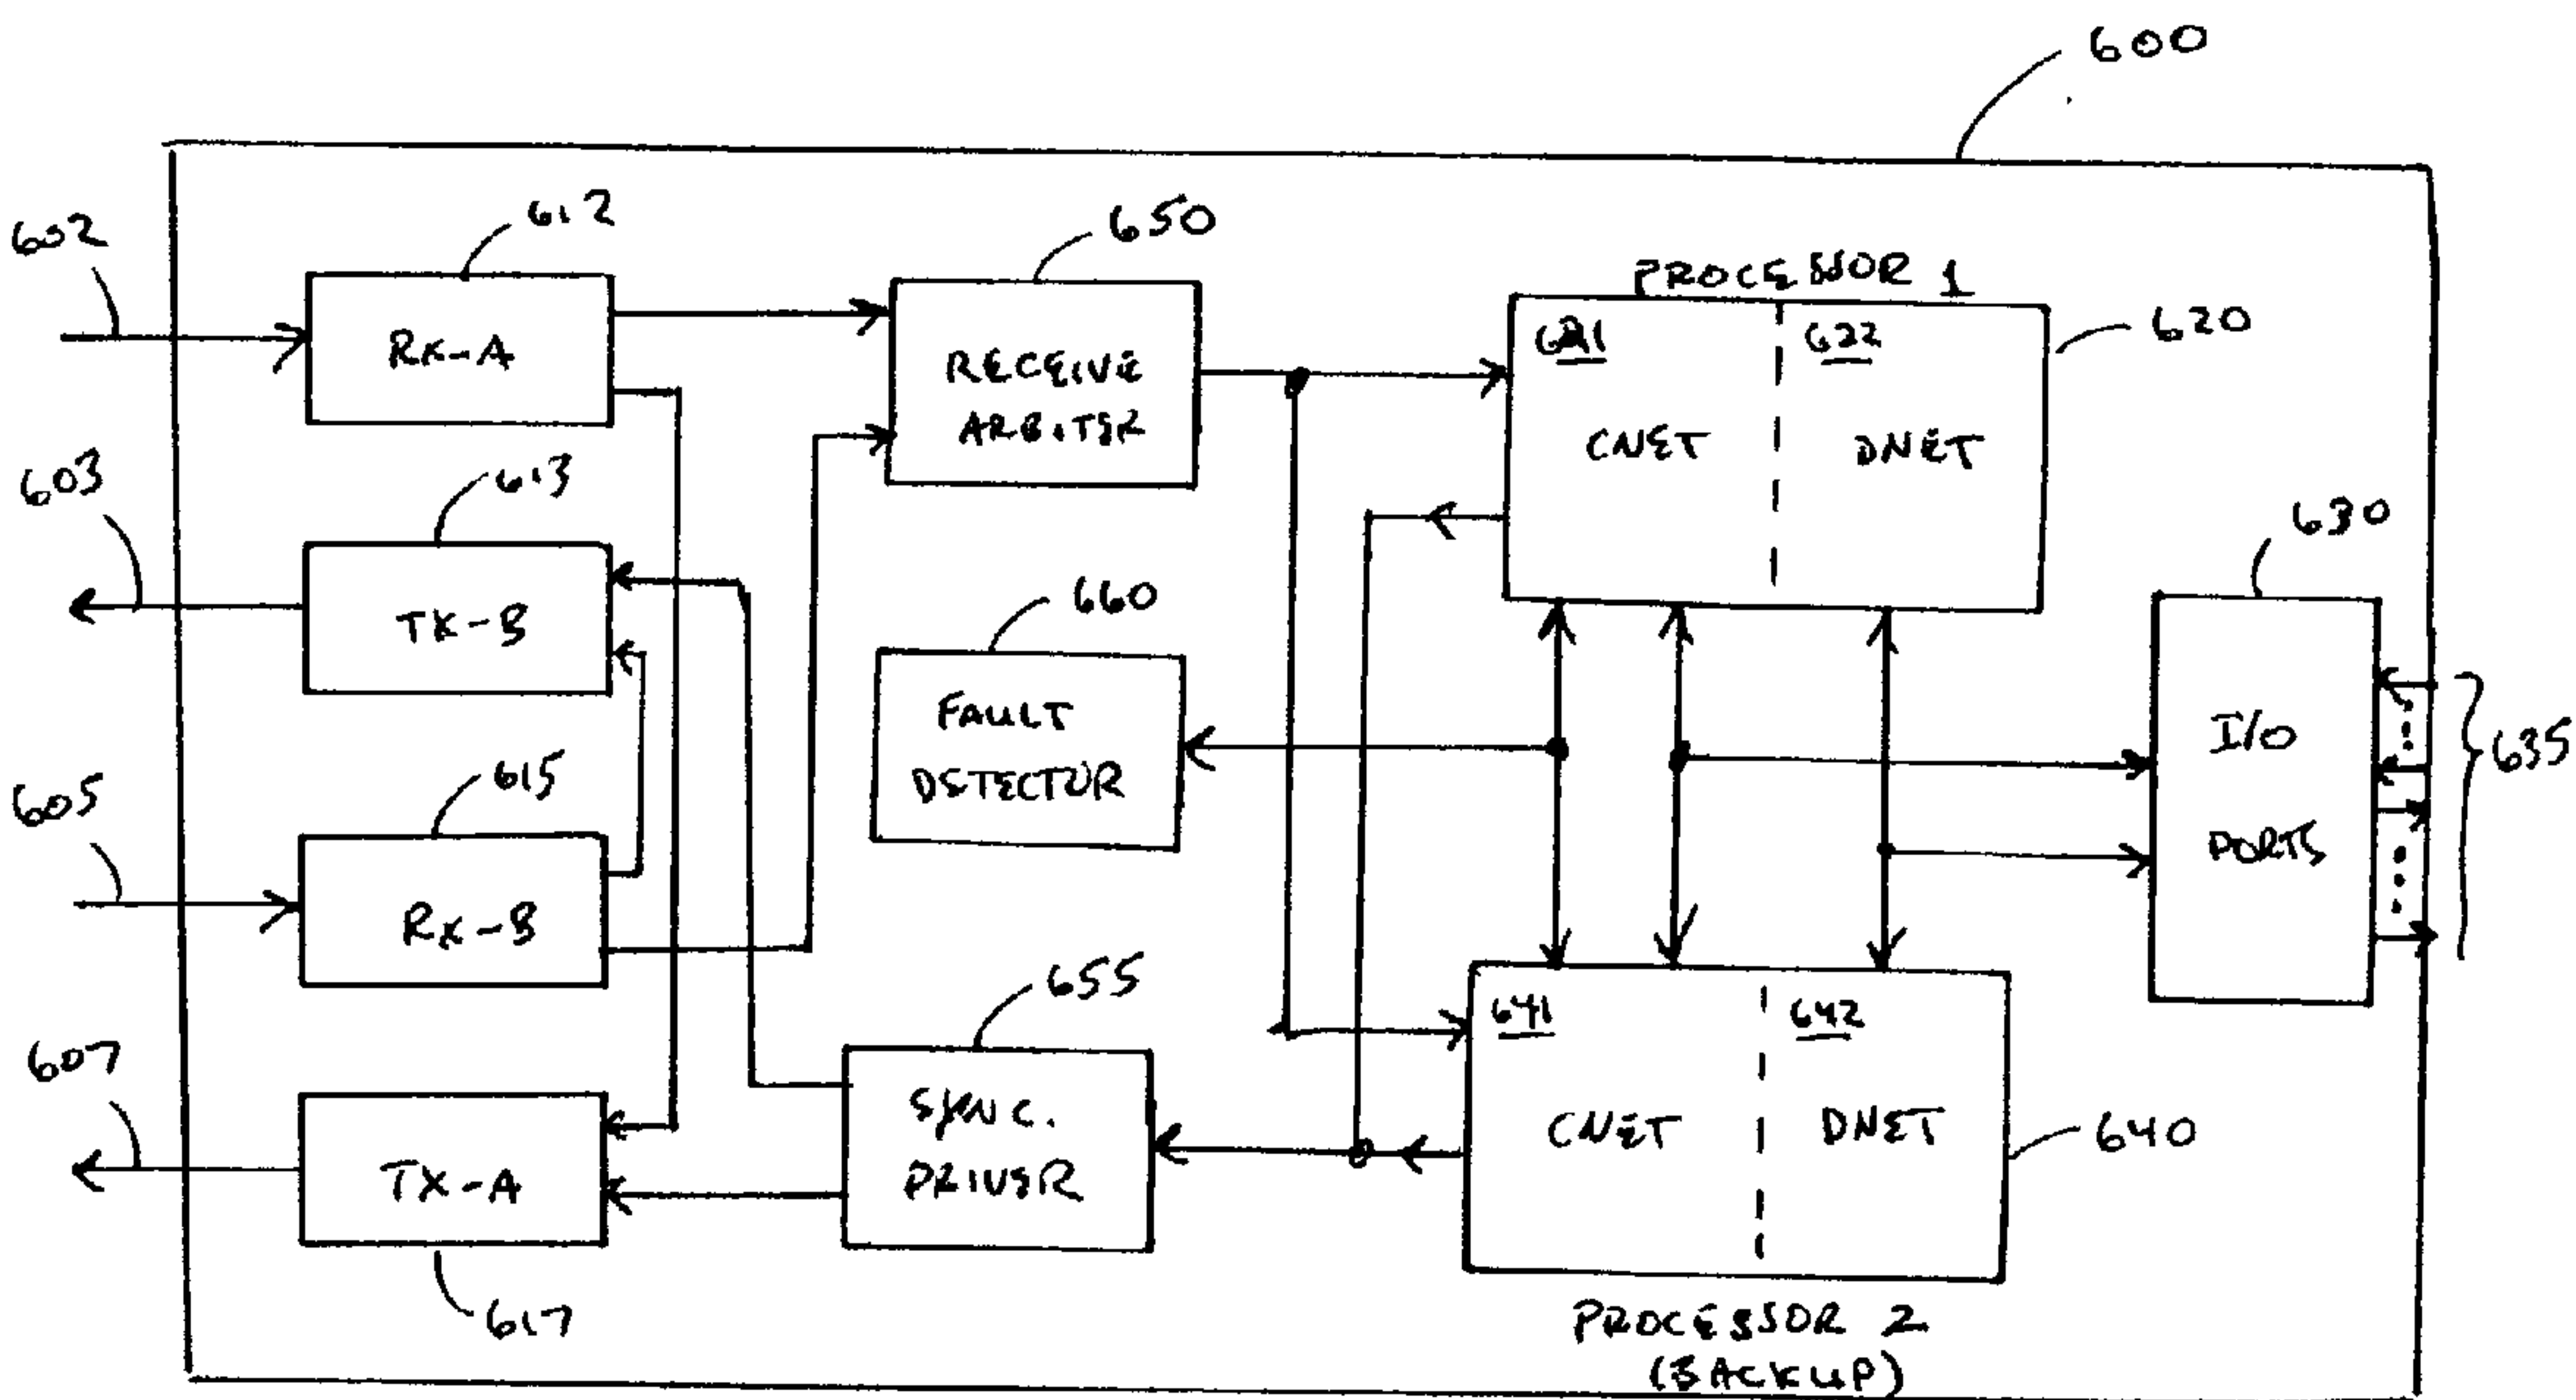 600
602
612
650
PROCESSOR 1
RX-A
RECEIVE
ARBITER
621
622
620
CNET
DNET
603
613
TX-B
660
FAULT
DETECTOR
630
I/O
PORTS
635
605
615
RX-B
655
641
642
607
SYNC.
DRIVER
CNET
DNET
640
TX-A
617
PROCESSOR 2
(BACKUP)